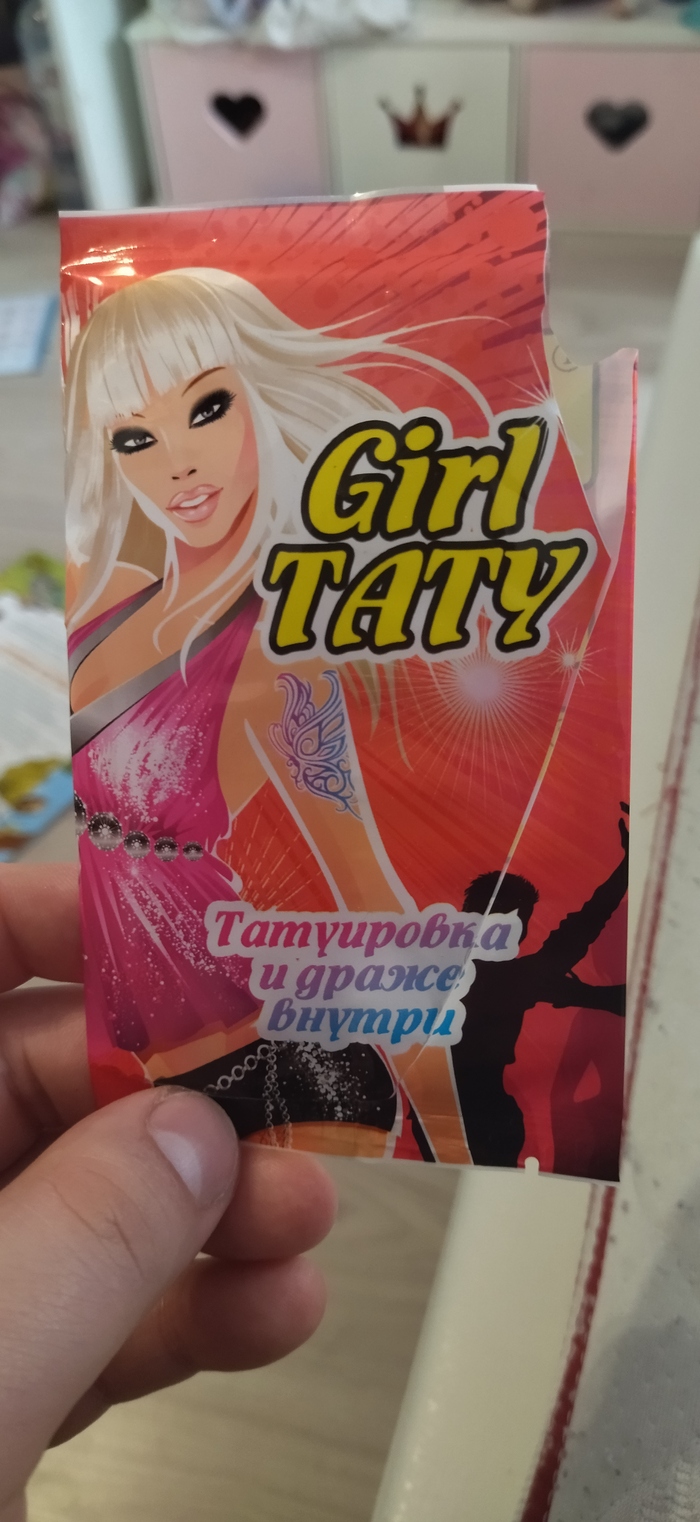 Girl
TATY
Татуировка
и драже
внутри